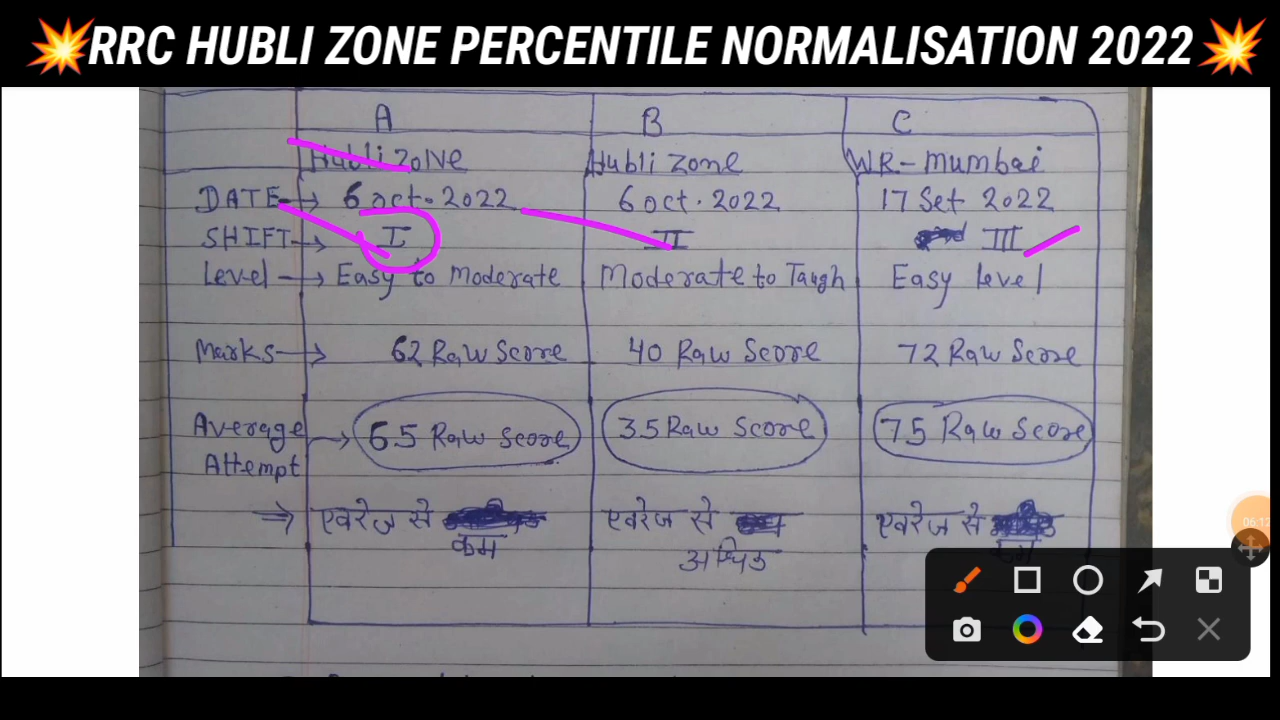 💥RRC HUBLI ZONE PERCENTILE NORMALISATION 2022💥
A B C
Hubli Zone Hubli Zone WR-Mumbai
DATE → 6 Oct. 2022 6 Oct. 2022 17 Set 2022
SHIFT → I II III
Level → Easy to Moderate Moderate to Taugh Easy level
Marks → 62 Raw Score 40 Raw Score 72 Raw Score
Average → 65 Raw Score 35 Raw Score 75 Raw Score
Attempt
⇒ एवरेज से एवरेज से एवरेज से
कम अधिक कम
06:12